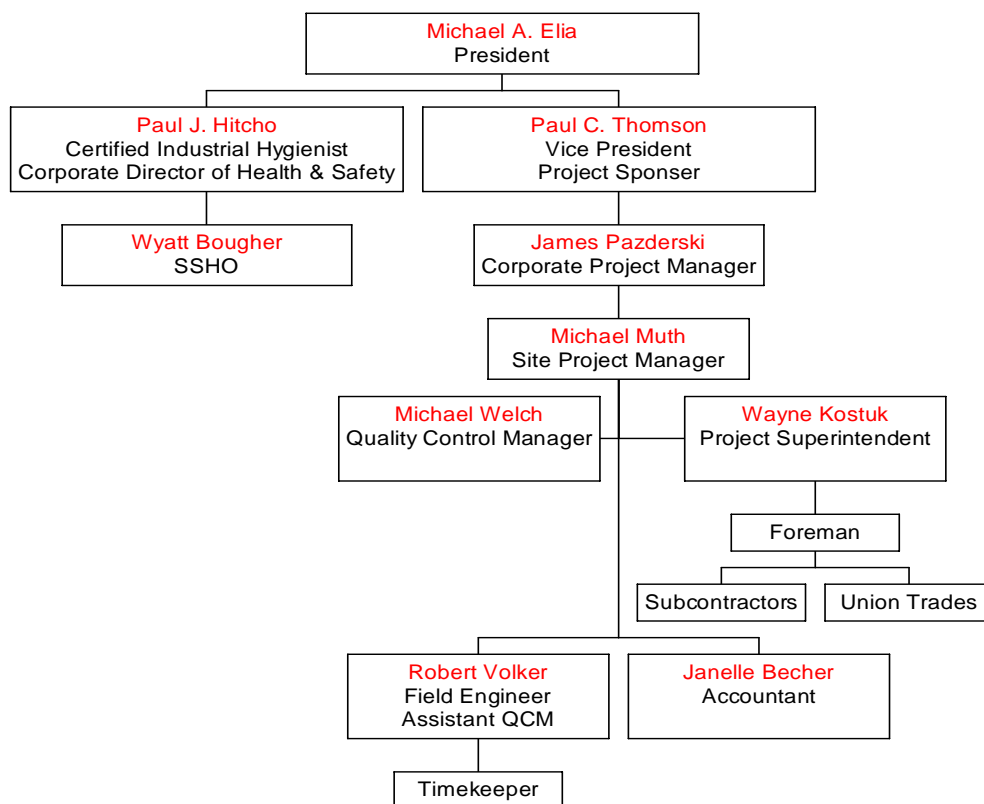 Michael A. Elia
President
Paul J. Hitcho
Certified Industrial Hygienist
Corporate Director of Health & Safety
Paul C. Thomson
Vice President
Project Sponser
Wyatt Bougher
SSHO
James Pazderski
Corporate Project Manager
Michael Muth
Site Project Manager
Michael Welch
Quality Control Manager
Wayne Kostuk
Project Superintendent
Foreman
Subcontractors
Union Trades
Robert Volker
Field Engineer
Assistant QCM
Janelle Becher
Accountant
Timekeeper